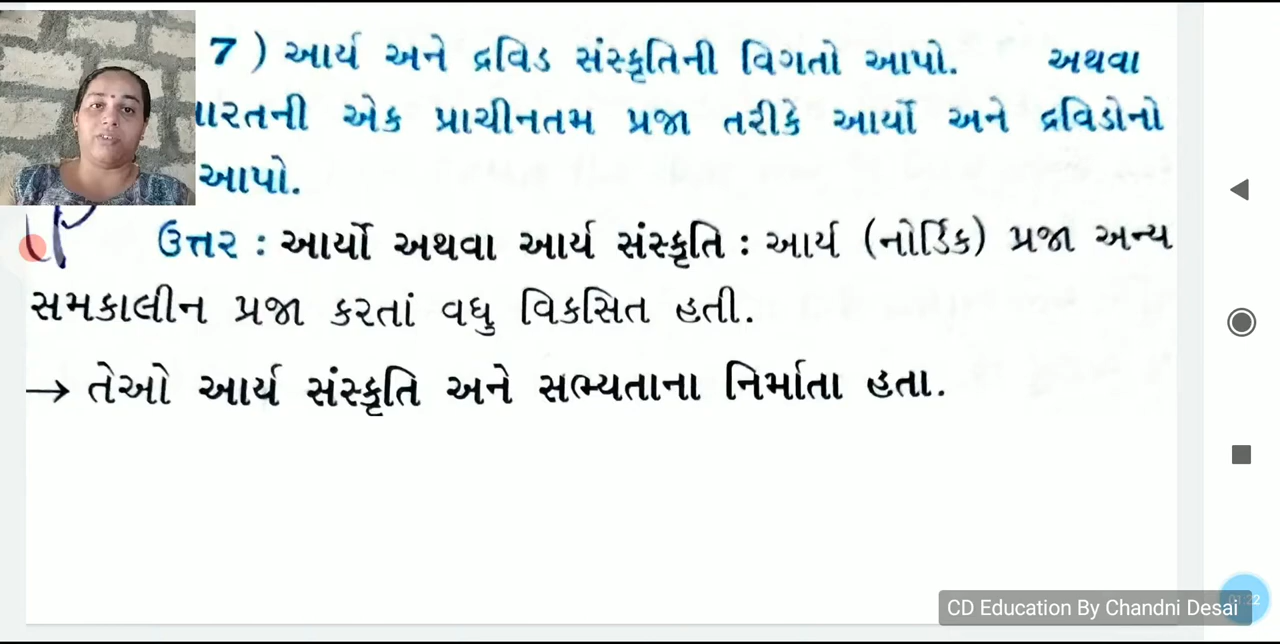 7 ) આર્ય અને દ્રવિડ સંસ્કૃતિની વિગતો આપો. અથવા
એક પ્રાચીનતમ પ્રજા તરીકે આર્યો અને દ્રવિડોનો
આપો.
ઉત્તર : આર્યો અથવા આર્ય સંસ્કૃતિ : આર્ય (નોર્ડિક) પ્રજા અન્ય
સમકાલીન પ્રજા કરતાં વધુ વિકસિત હતી.
→ તેઓ આર્ય સંસ્કૃતિ અને સભ્યતાના નિર્માતા હતા.
CD Education By Chandni Desai
01:22